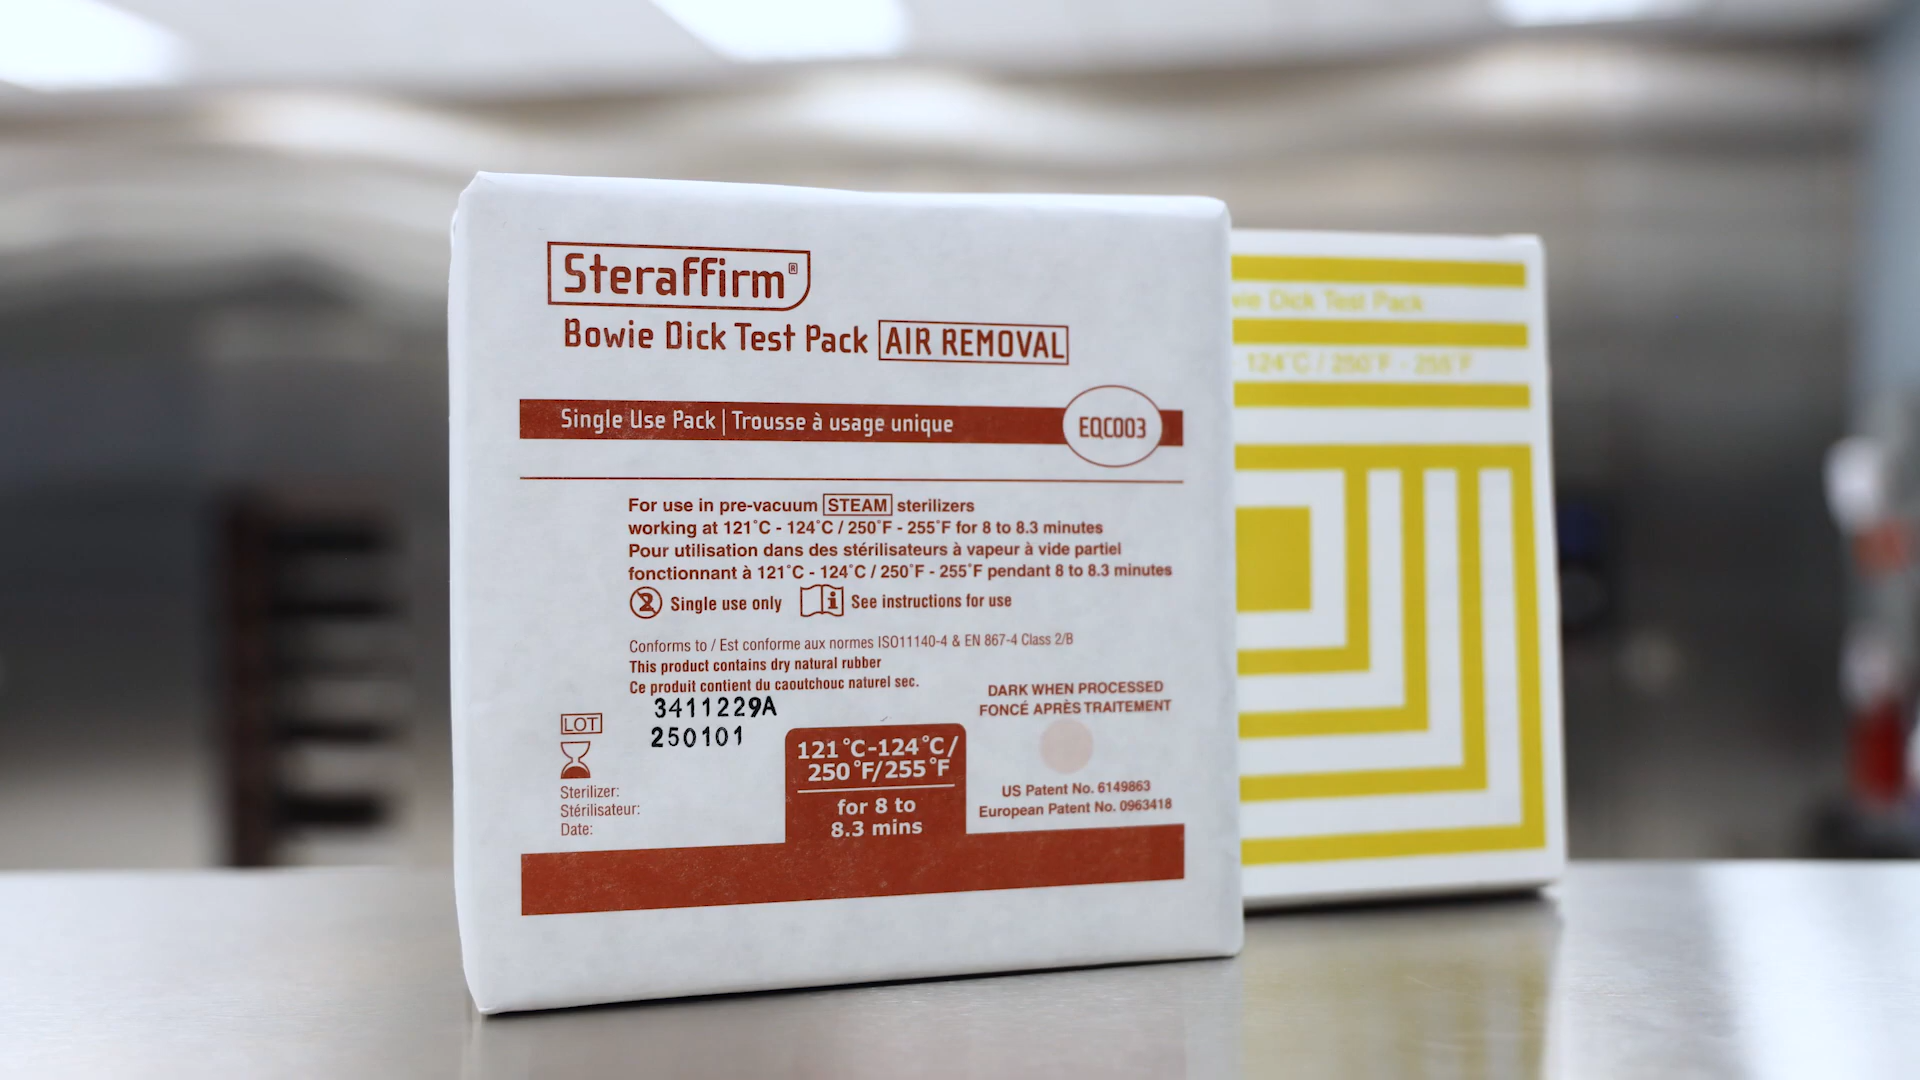 Steraffirm®
Bowie Dick Test Pack AIR REMOVAL
Single Use Pack | Trousse à usage unique
EQC003
For use in pre-vacuum STEAM sterilizers
working at 121°C - 124°C / 250°F - 255°F for 8 to 8.3 minutes
Pour utilisation dans des stérilisateurs à vapeur à vide partiel
fonctionnant à 121°C - 124°C / 250°F - 255°F pendant 8 to 8.3 minutes
2 Single use only i See instructions for use
Conforms to / Est conforme aux normes ISO11140-4 & EN 867-4 Class 2/B
This product contains dry natural rubber
Ce produit contient du caoutchouc naturel sec.
LOT 3411229A
250101
Sterilizer:
Stérilisateur:
Date:
121°C-124°C/
250°F/255°F
for 8 to
8.3 mins
DARK WHEN PROCESSED
FONCÉ APRÈS TRAITEMENT
US Patent No. 6149863
European Patent No. 0963418
Dick Test Pack
124°C / 250°F - 255°F